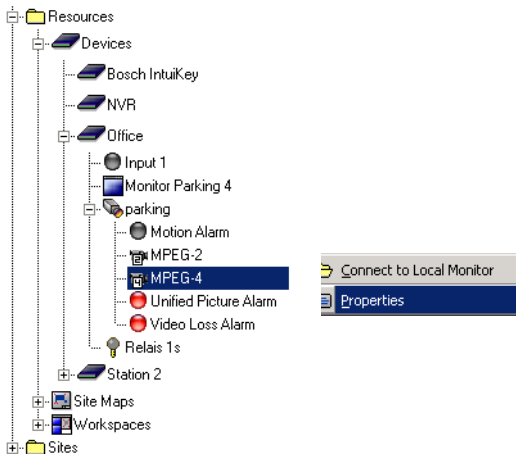 Resources
Devices
Bosch IntuiKey
NVR
Office
Input 1
Monitor Parking 4
parking
Motion Alarm
MPEG-2
MPEG-4
Unified Picture Alarm
Video Loss Alarm
Relais 1s
Station 2
Site Maps
Workspaces
Sites
Connect to Local Monitor
Properties